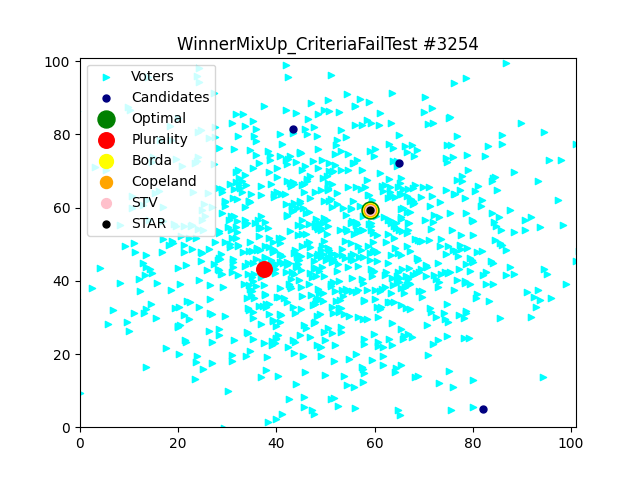 WinnerMixUp_CriteriaFailTest #3254
100
80
60
40
20
0
Voters
Candidates
Optimal
Plurality
Borda
Copeland
STV
STAR
0 20 40 60 80 100